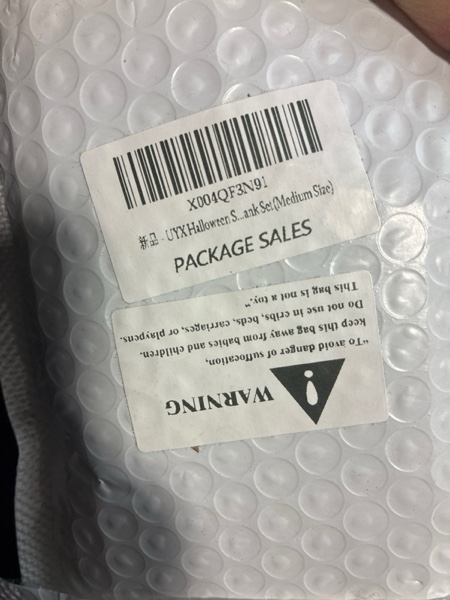 X004QF3N91
新品 - UYX Halloween S...ank Set(Medium Size)
PACKAGE SALES
WARNING
"To avoid danger of suffocation,
keep this bag away from babies and children.
Do not use in cribs, beds, carriages, or playpens.
This bag is not a toy."